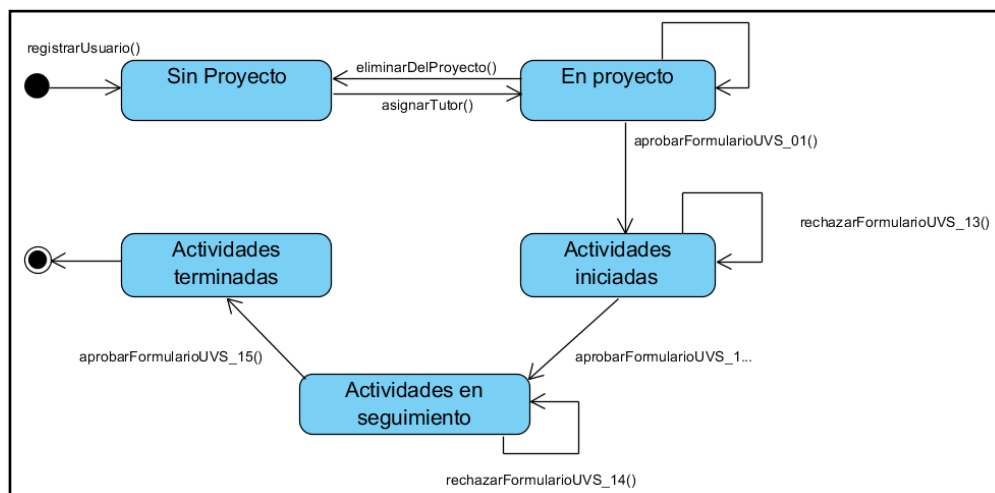 registrarUsuario()
Sin Proyecto
eliminarDelProyecto()
asignarTutor()
En proyecto
aprobarFormularioUVS_01()
Actividades
terminadas
Actividades
iniciadas
rechazarFormularioUVS_13()
aprobarFormularioUVS_15()
aprobarFormularioUVS_1...
Actividades en
seguimiento
rechazarFormularioUVS_14()